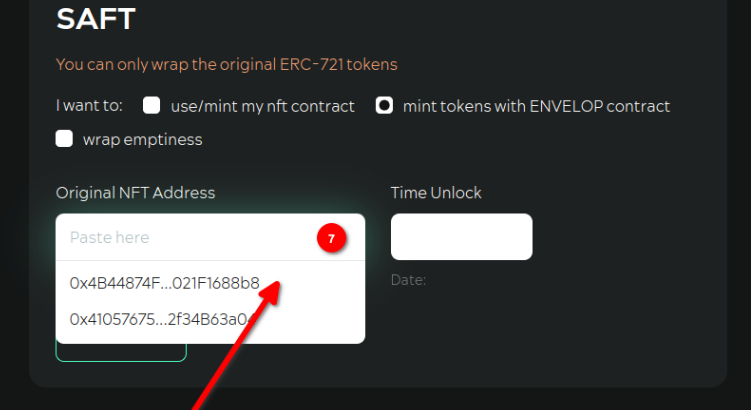 SAFT
You can only wrap the original ERC-721 tokens
I want to: use/mint my nft contract mint tokens with ENVELOP contract
wrap emptiness
Original NFT Address Time Unlock
Paste here 7
0x4B44874F...021F1688b8
Date:
0x41057675...2f34B63a04